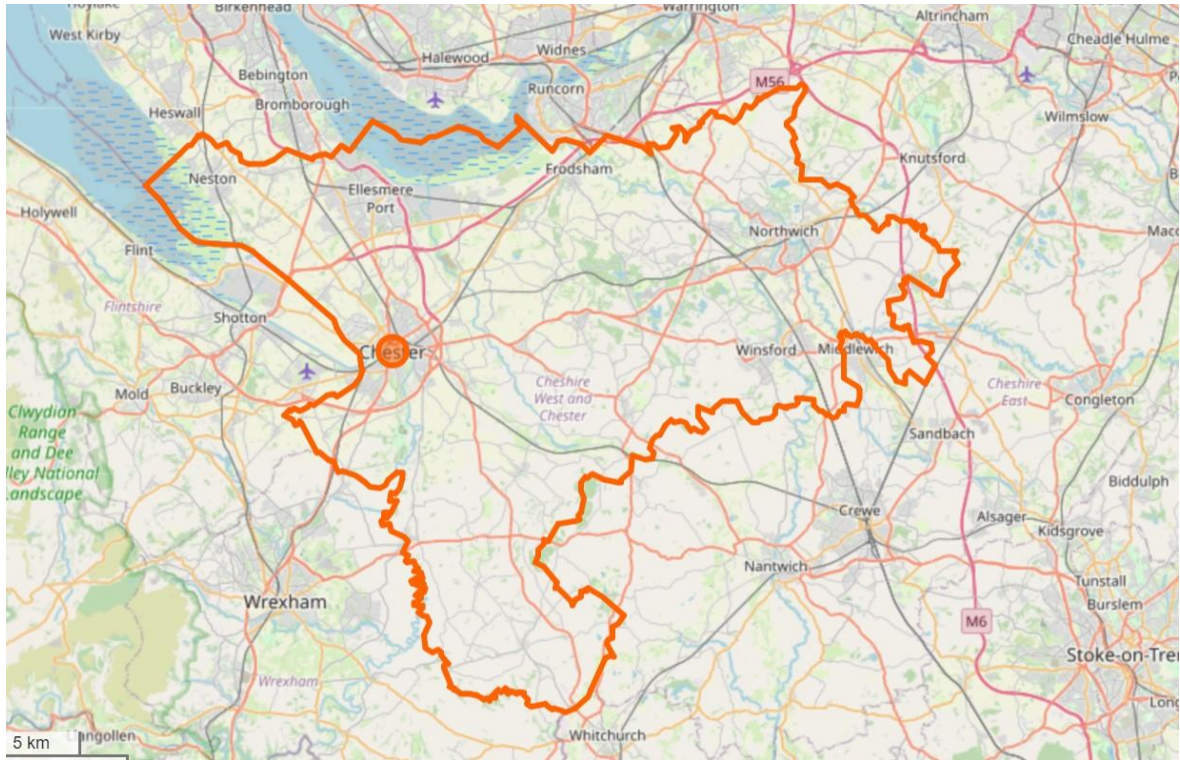 Birkenhead
Warrington
Altrincham
West Kirby
Cheadle Hulme
Widnes
Halewood
Bebington
M56
Runcorn
Bromborough
Heswall
Wilmslow
Knutsford
Frodsham
Neston
Ellesmere
Port
Holywell
Northwich
Flint
Flintshire
Shotton
Chester
Winsford
Middlewich
Mold
Buckley
Cheshire
West and
Chester
Cheshire
East
Congleton
Clwydian
Range
and Dee
lley National
Landscape
Sandbach
Biddulph
Crewe
Alsager
Kidsgrove
Nantwich
Tunstall
Burslem
Wrexham
M6
Stoke-on-Tre
Wrexham
Long
Whitchurch
5 km